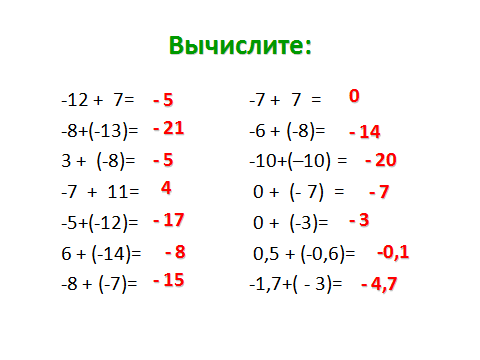 Вычислите:
-12 + 7= - 5
-8+(-13)= - 21
3 + (-8)= - 5
-7 + 11= 4
-5+(-12)= - 17
6 + (-14)= - 8
-8 + (-7)= - 15
-7 + 7 = 0
-6 + (-8)= - 14
-10+(–10) = - 20
0 + (- 7) = - 7
0 + (-3)= - 3
0,5 + (-0,6)= -0,1
-1,7+( - 3)= - 4,7